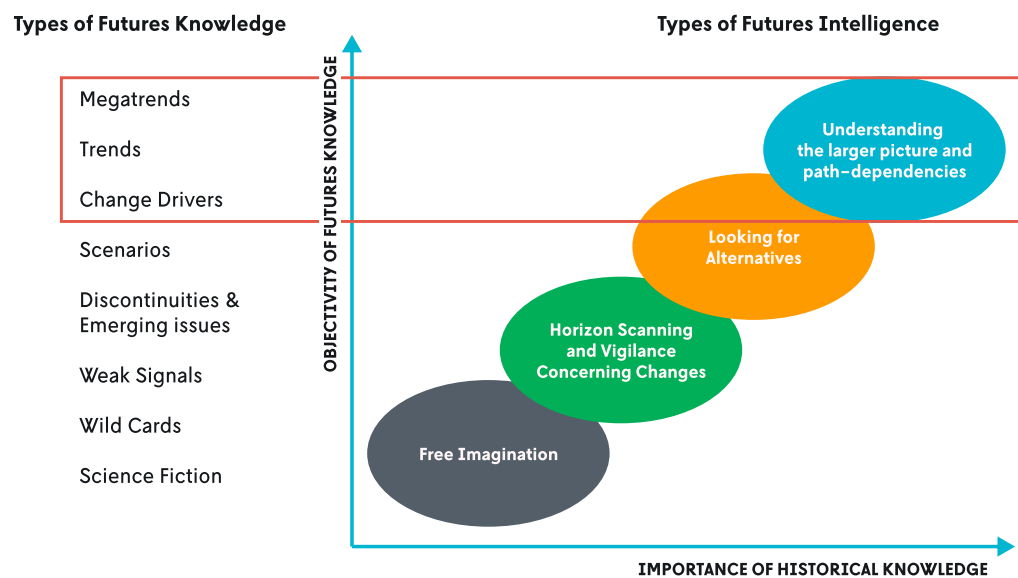 Types of Futures Knowledge
Types of Futures Intelligence
Megatrends
Trends
Change Drivers
Scenarios
Discontinuities &
Emerging issues
Weak Signals
Wild Cards
Science Fiction
OBJECTIVITY OF FUTURES KNOWLEDGE
Understanding
the larger picture and
path-dependencies
Looking for
Alternatives
Horizon Scanning
and Vigilance
Concerning Changes
Free Imagination
IMPORTANCE OF HISTORICAL KNOWLEDGE